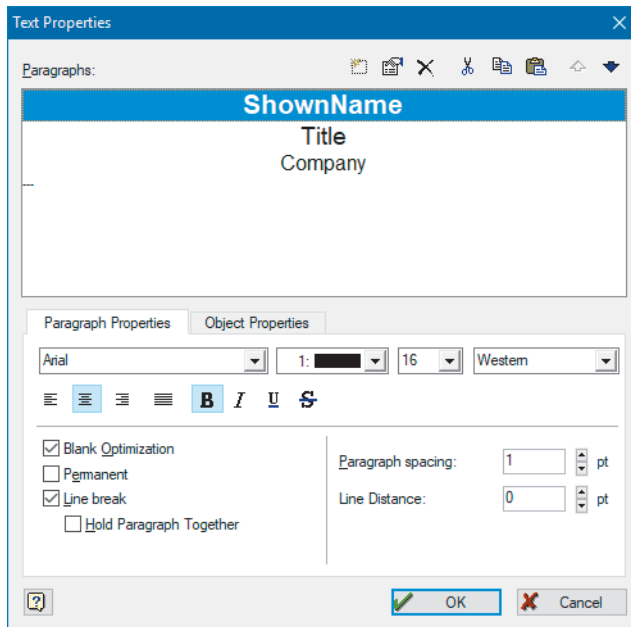 Text Properties
Paragraphs:
ShownName
Title
Company
---
Paragraph Properties Object Properties
Arial 1: 16 Western
B I U S
Blank Optimization
Permanent
Line break
Hold Paragraph Together
Paragraph spacing: 1 pt
Line Distance: 0 pt
OK Cancel